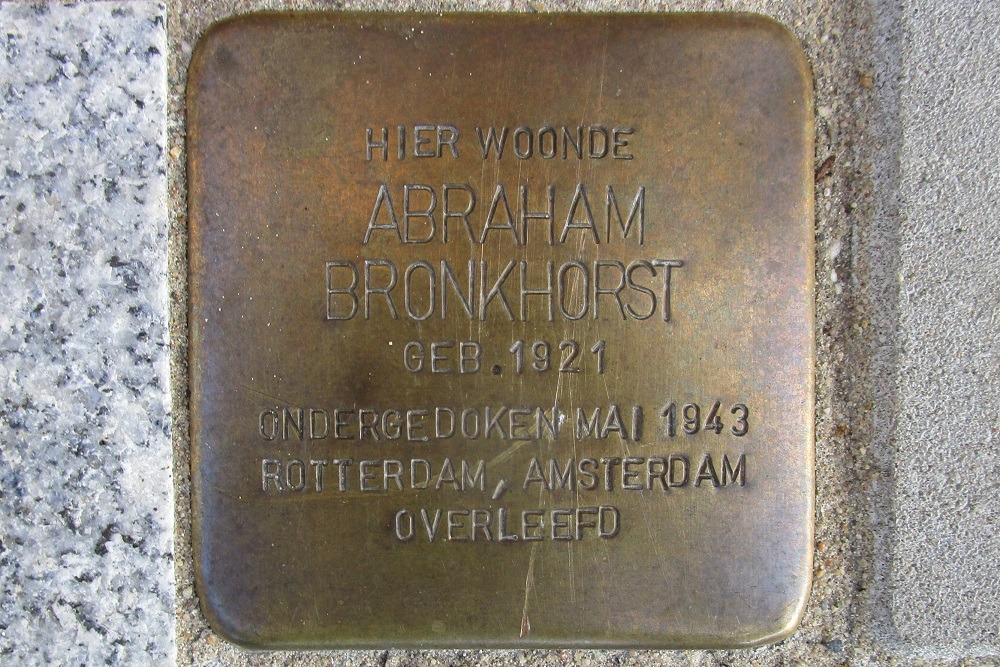 HIER WOONDE
ABRAHAM
BRONKHORST
GEB. 1921
ONDERGEDOKEN MAI 1943
ROTTERDAM, AMSTERDAM
OVERLEEFD